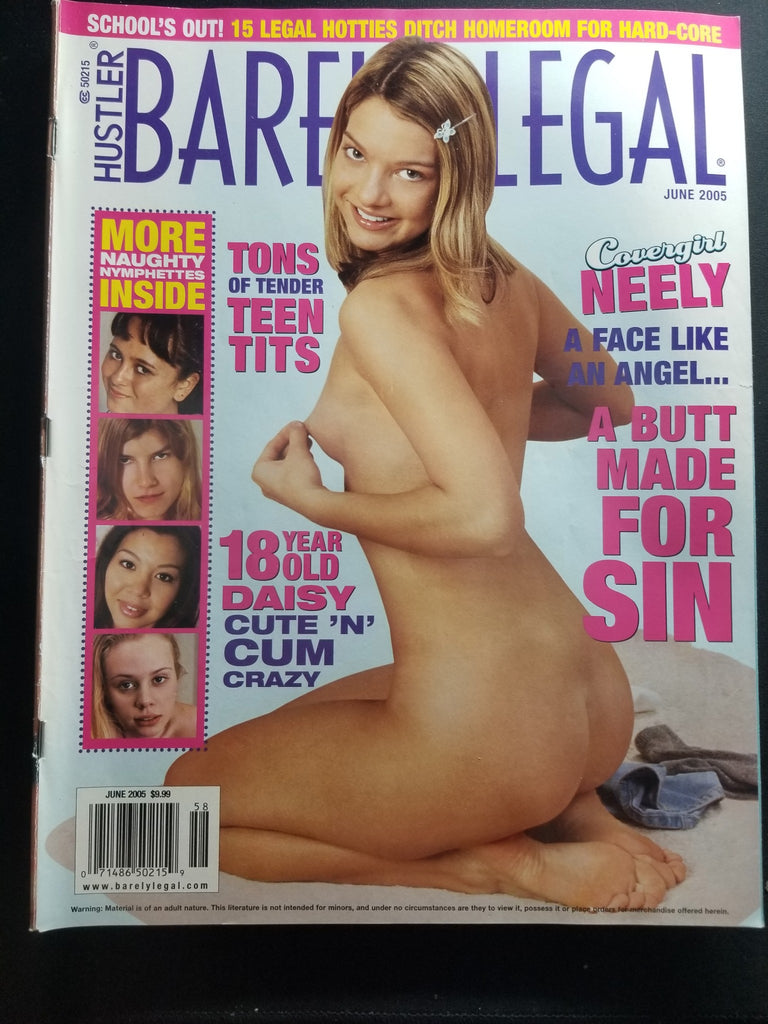 SCHOOL'S OUT! 15 LEGAL HOTTIES DITCH HOMEROOM FOR HARD-CORE
50215
HUSTLER®
BARELY LEGAL®
JUNE 2005
MORE
NAUGHTY
NYMPHETTES
INSIDE
TONS
OF TENDER
TEEN
TITS
Covergirl
NEELY
A FACE LIKE
AN ANGEL...
A BUTT
MADE
FOR
SIN
18 YEAR
OLD
DAISY
CUTE 'N'
CUM
CRAZY
JUNE 2005 $9.99
58
0 71486 50215 9
www.barelylegal.com
Warning: Material is of an adult nature. This literature is not intended for minors, and under no circumstances are they to view it, possess it or place orders for merchandise offered herein.